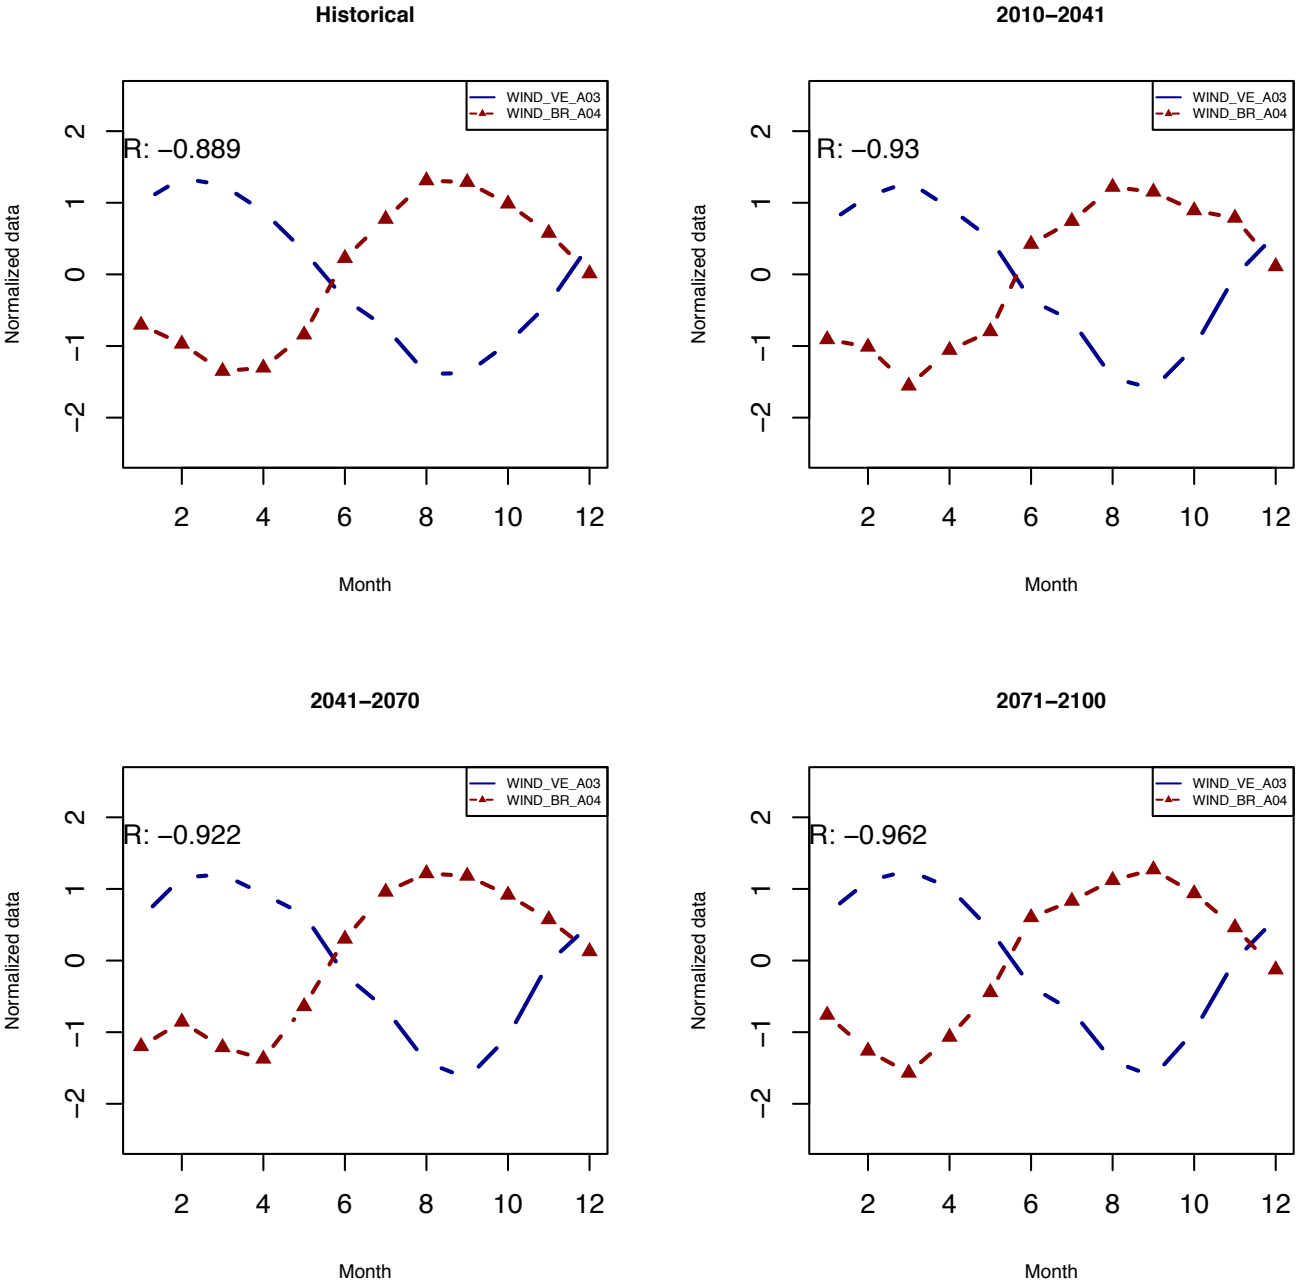 Historical
WIND_VE_A03
WIND_BR_A04
R: −0.889
Normalized data
2
1
0
−1
−2
2 4 6 8 10 12
Month
2010−2041
WIND_VE_A03
WIND_BR_A04
R: −0.93
Normalized data
2
1
0
−1
−2
2 4 6 8 10 12
Month
2041−2070
WIND_VE_A03
WIND_BR_A04
R: −0.922
Normalized data
2
1
0
−1
−2
2 4 6 8 10 12
Month
2071−2100
WIND_VE_A03
WIND_BR_A04
R: −0.962
Normalized data
2
1
0
−1
−2
2 4 6 8 10 12
Month